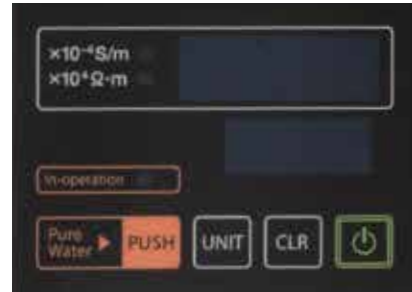 ×10⁻⁴S/m
×10⁴Ω·m
In-operation
Pure Water ▶ PUSH UNIT CLR